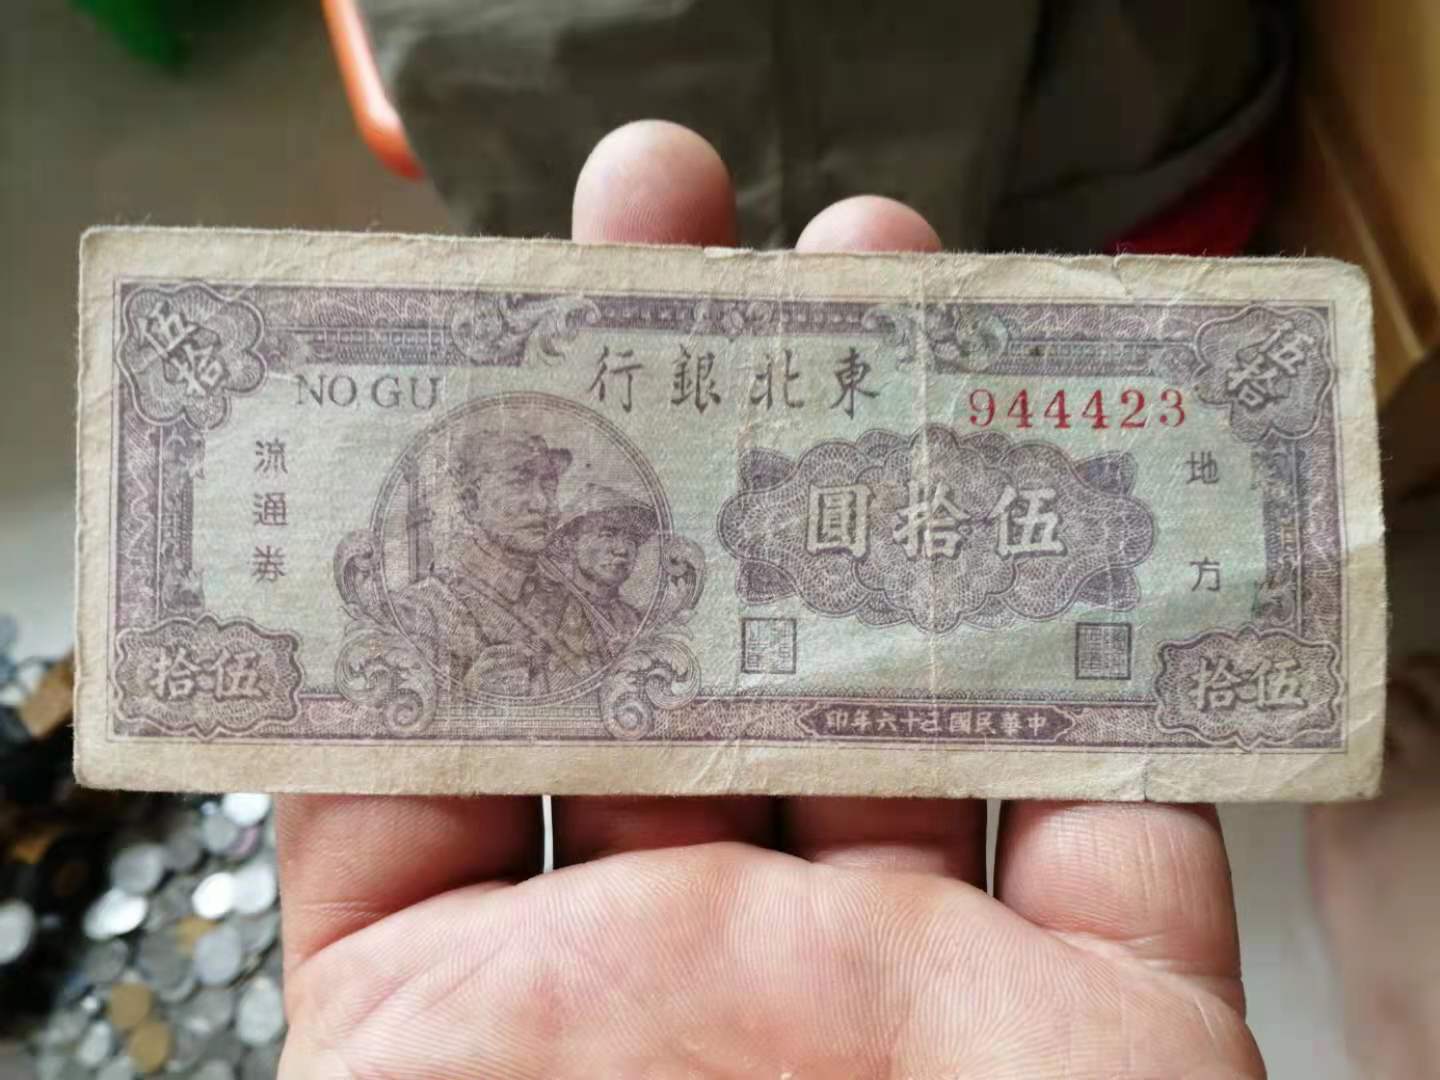 伍拾
伍拾
東北銀行
NO GU
944423
地方
流通券
伍拾圓
伍拾
伍拾
中華民國三十六年印